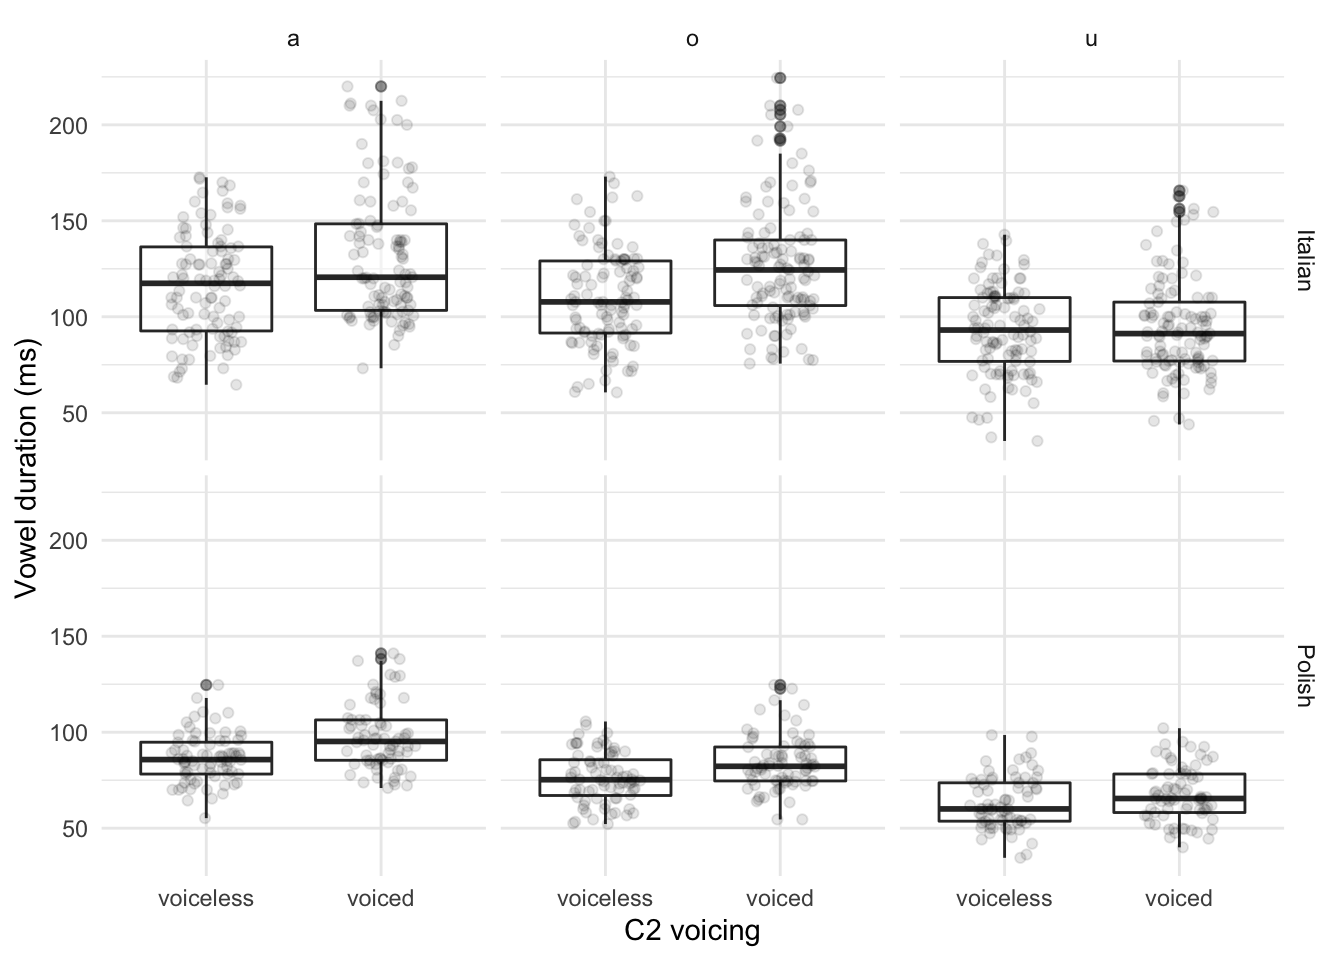 a
o
u
200
150
100
50
Italian
Vowel duration (ms)
200
150
100
50
Polish
voiceless voiced voiceless voiced voiceless voiced
C2 voicing